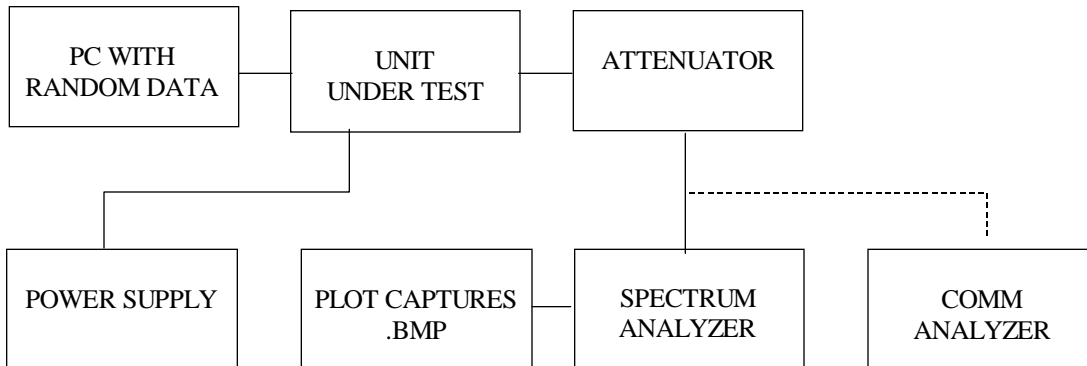 PC WITH
RANDOM DATA
UNIT
UNDER TEST
ATTENUATOR
POWER SUPPLY
PLOT CAPTURES
.BMP
SPECTRUM
ANALYZER
COMM
ANALYZER